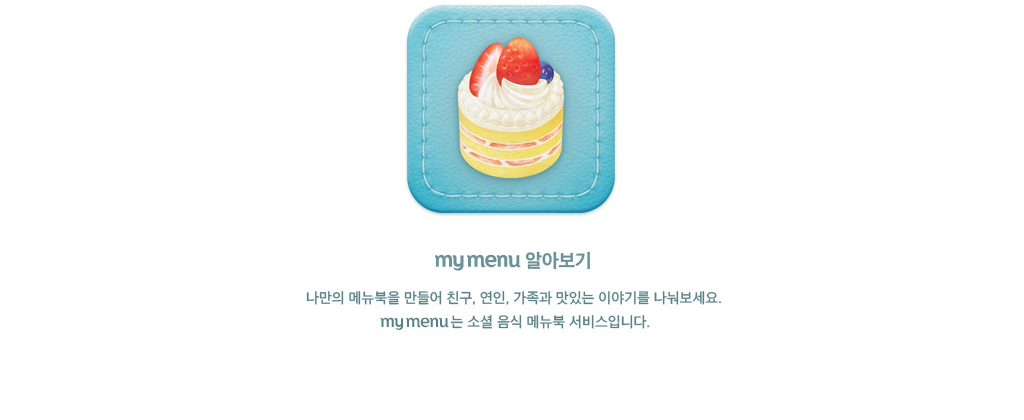 my menu 알아보기
나만의 메뉴북을 만들어 친구, 연인, 가족과 맛있는 이야기를 나눠보세요.
my menu 는 소셜 음식 메뉴북 서비스입니다.